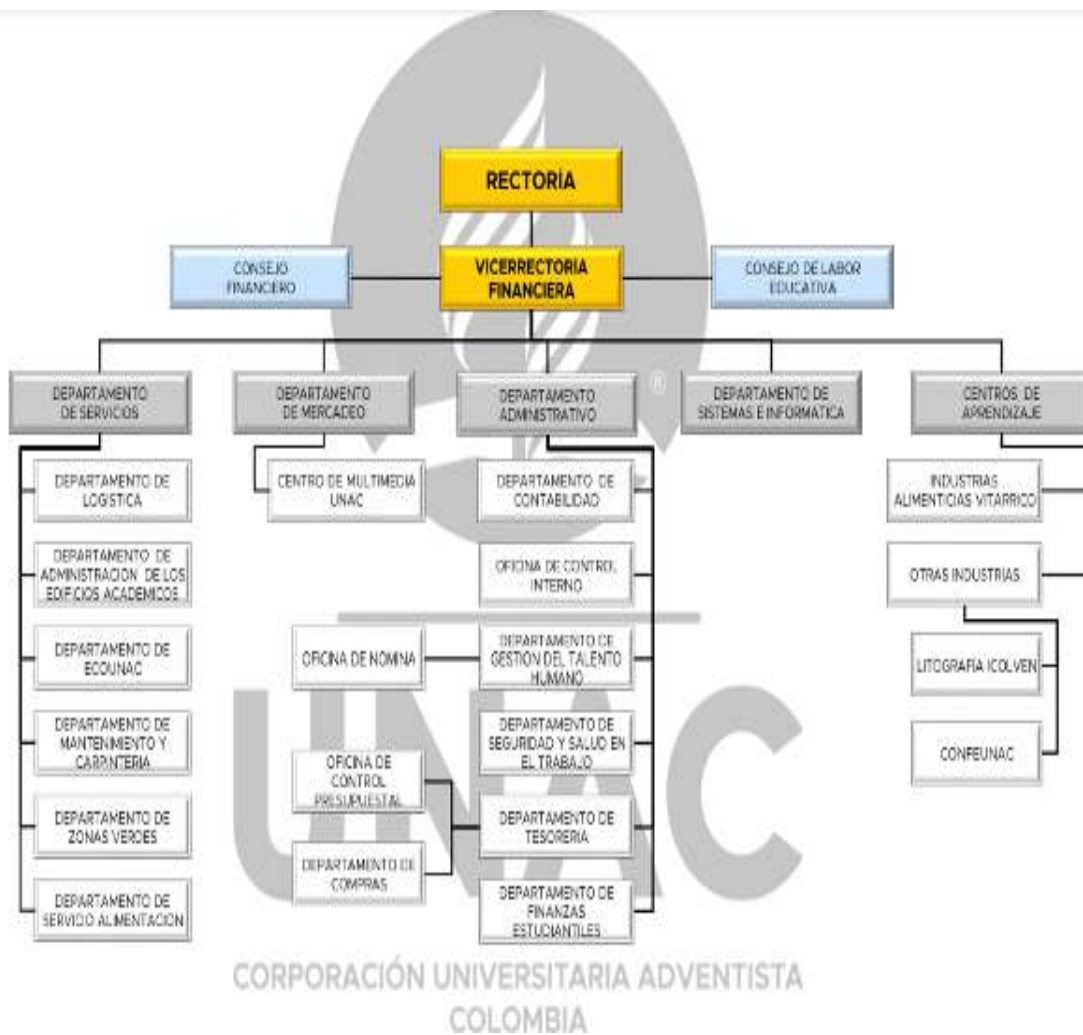 RECTORÍA
CONSEJO
FINANCIERO
VICERRECTORIA
FINANCIERA
CONSEJO DE LABOR
EDUCATIVA
DEPARTAMENTO
DE SERVICIOS
DEPARTAMENTO
DE MERCADEO
DEPARTAMENTO
ADMINISTRATIVO
®
DEPARTAMENTO DE
SISTEMAS E INFORMATICA
CENTROS DE
APRENDIZAJE
DEPARTAMENTO DE
LOGISTICA
DEPARTAMENTO DE
ADMINISTRACION DE LOS
EDIFICIOS ACADEMICOS
DEPARTAMENTO DE
ECOUNAC
DEPARTAMENTO DE
MANTENIMIENTO Y
CARPINTERIA
DEPARTAMENTO DE
ZONAS VERDES
DEPARTAMENTO DE
SERVICIO ALIMENTACION
CENTRO DE MULTIMEDIA
UNAC
DEPARTAMENTO DE
CONTABILIDAD
OFICINA DE CONTROL
INTERNO
OFICINA DE NOMINA
DEPARTAMENTO DE
GESTION DEL TALENTO
HUMANO
DEPARTAMENTO DE
SEGURIDAD Y SALUD EN
EL TRABAJO
OFICINA DE
CONTROL
PRESUPUESTAL
DEPARTAMENTO DE
TESORERIA
DEPARTAMENTO DE
COMPRAS
DEPARTAMENTO DE
FINANZAS
ESTUDIANTILES
INDUSTRIAS
ALIMENTICIAS VITARRICO
OTRAS INDUSTRIAS
LITOGRAFÍA ICOLVEN
CONFEUNAC
UNAC
CORPORACIÓN UNIVERSITARIA ADVENTISTA
COLOMBIA